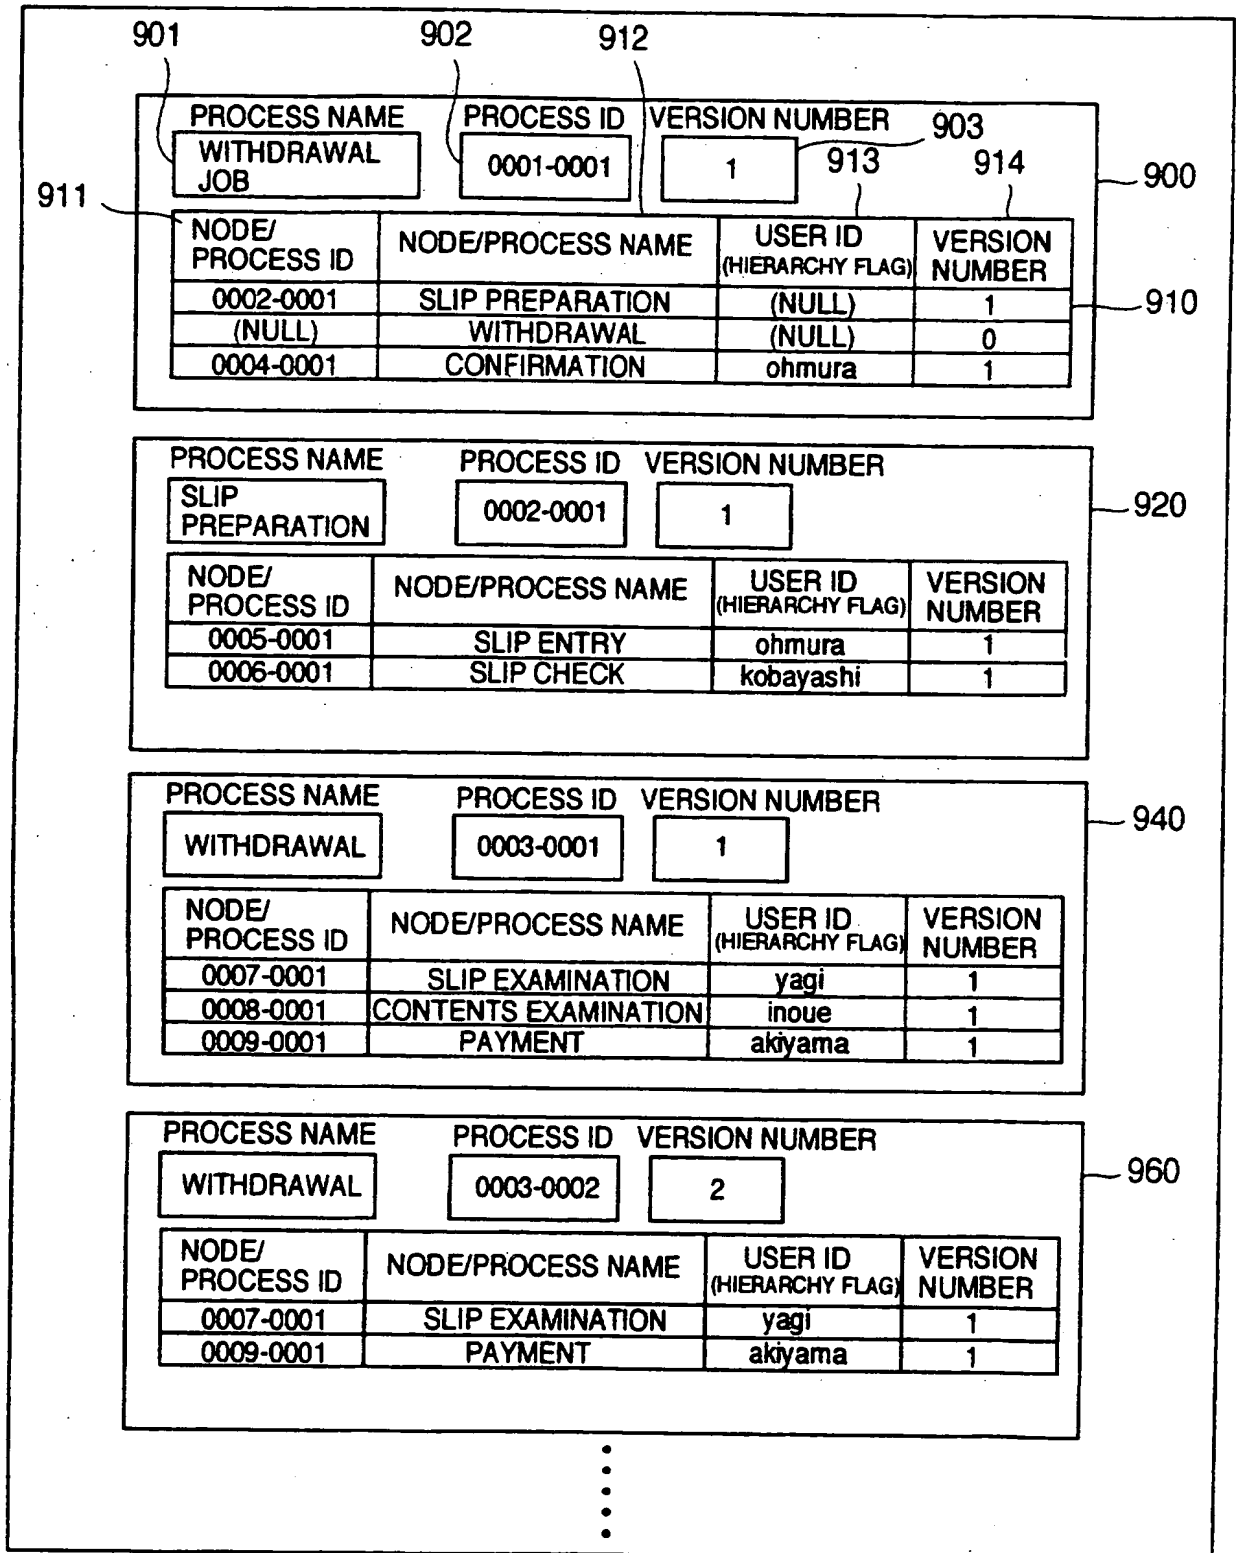 901 902 912
PROCESS NAME PROCESS ID VERSION NUMBER 903
WITHDRAWAL JOB 0001-0001 1 913 914 900
911
NODE/PROCESS ID NODE/PROCESS NAME USER ID (HIERARCHY FLAG) VERSION NUMBER
0002-0001 SLIP PREPARATION (NULL) 1 910
(NULL) WITHDRAWAL (NULL) 0
0004-0001 CONFIRMATION ohmura 1
PROCESS NAME PROCESS ID VERSION NUMBER
SLIP PREPARATION 0002-0001 1 920
NODE/PROCESS ID NODE/PROCESS NAME USER ID (HIERARCHY FLAG) VERSION NUMBER
0005-0001 SLIP ENTRY ohmura 1
0006-0001 SLIP CHECK kobayashi 1
PROCESS NAME PROCESS ID VERSION NUMBER 940
WITHDRAWAL 0003-0001 1
NODE/PROCESS ID NODE/PROCESS NAME USER ID (HIERARCHY FLAG) VERSION NUMBER
0007-0001 SLIP EXAMINATION yagi 1
0008-0001 CONTENTS EXAMINATION inoue 1
0009-0001 PAYMENT akiyama 1
PROCESS NAME PROCESS ID VERSION NUMBER
WITHDRAWAL 0003-0002 2 960
NODE/PROCESS ID NODE/PROCESS NAME USER ID (HIERARCHY FLAG) VERSION NUMBER
0007-0001 SLIP EXAMINATION yagi 1
0009-0001 PAYMENT akiyama 1